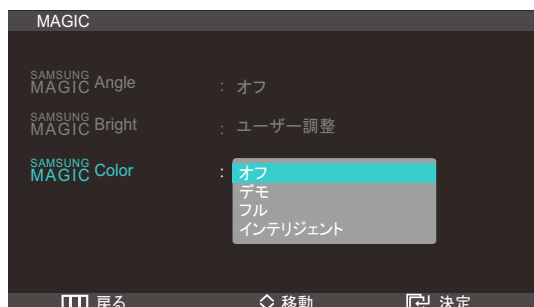 MAGIC
SAMSUNG MAGIC Angle : オフ
SAMSUNG MAGIC Bright : ユーザー調整
SAMSUNG MAGIC Color : オフ
デモ
フル
インテリジェント
戻る 移動 決定